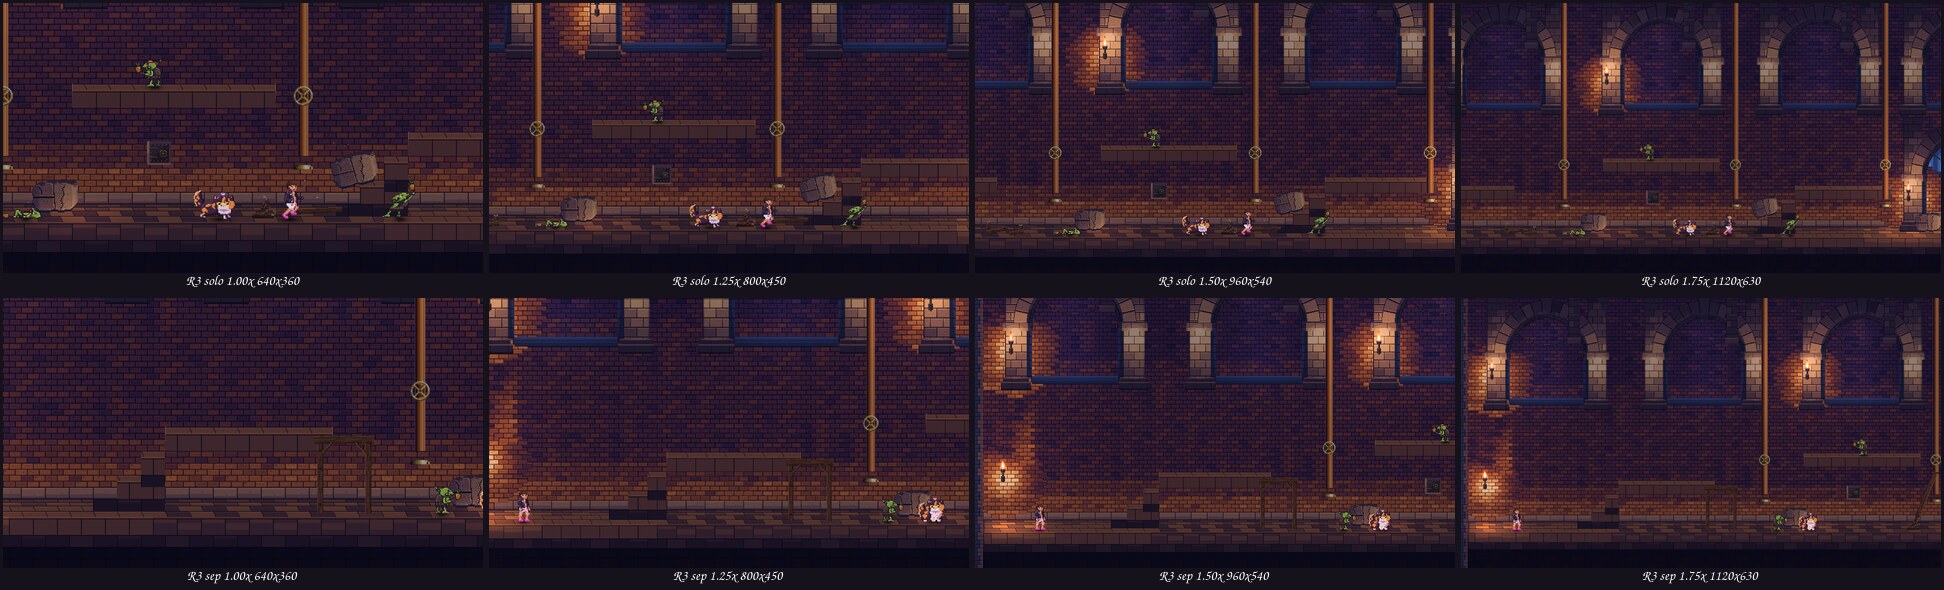 R3 solo 1.00x 640x360
R3 solo 1.25x 800x450
R3 solo 1.50x 960x540
R3 solo 1.75x 1120x630
R3 sep 1.00x 640x360
R3 sep 1.25x 800x450
R3 sep 1.50x 960x540
R3 sep 1.75x 1120x630